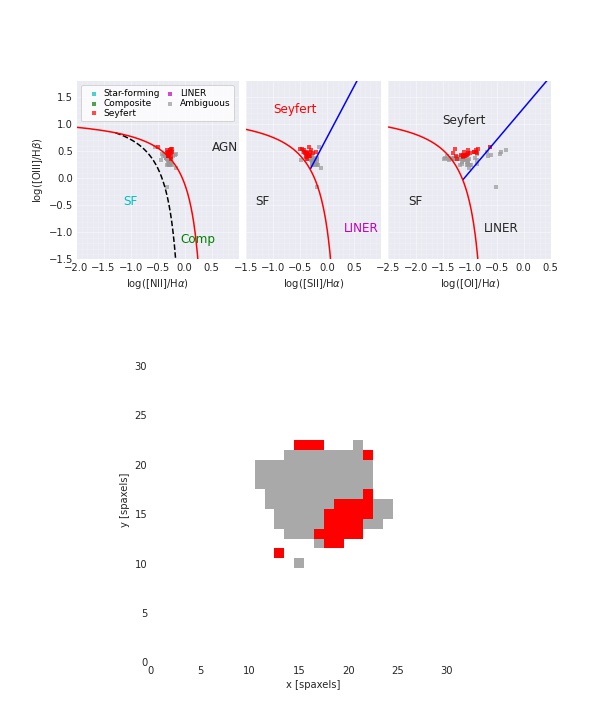 Star-forming
Composite
Seyfert
LINER
Ambiguous
AGN
SF
Comp
log([OIII]/Hβ)
1.5
1.0
0.5
0.0
−0.5
−1.0
−1.5
−2.0 −1.5 −1.0 −0.5 0.0 0.5
log([NII]/Hα)
Seyfert
SF
LINER
−1.5 −1.0 −0.5 0.0 0.5
log([SII]/Hα)
Seyfert
SF
LINER
−2.5 −2.0 −1.5 −1.0 −0.5 0.0 0.5
log([OI]/Hα)
30
25
20
15
10
5
0
y [spaxels]
0 5 10 15 20 25 30
x [spaxels]